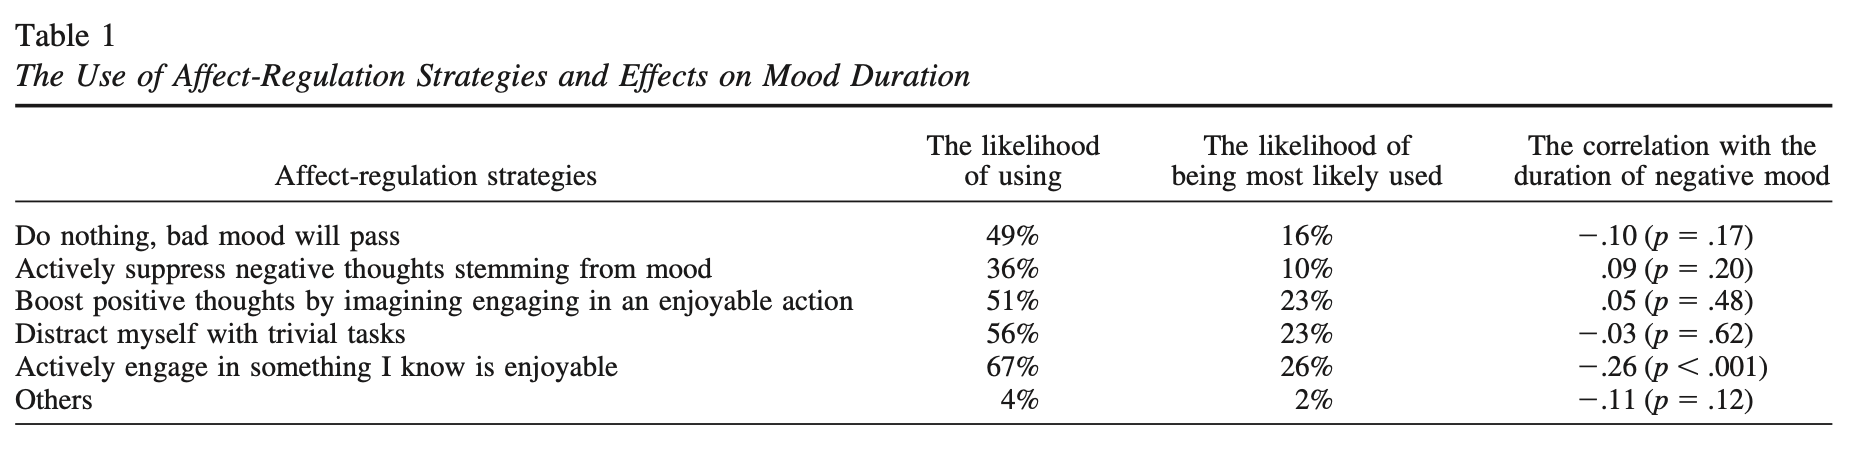 Table 1
The Use of Affect-Regulation Strategies and Effects on Mood Duration
Affect-regulation strategies The likelihood of using The likelihood of being most likely used The correlation with the duration of negative mood
Do nothing, bad mood will pass 49% 16% −.10 (p = .17)
Actively suppress negative thoughts stemming from mood 36% 10% .09 (p = .20)
Boost positive thoughts by imagining engaging in an enjoyable action 51% 23% .05 (p = .48)
Distract myself with trivial tasks 56% 23% −.03 (p = .62)
Actively engage in something I know is enjoyable 67% 26% −.26 (p < .001)
Others 4% 2% −.11 (p = .12)